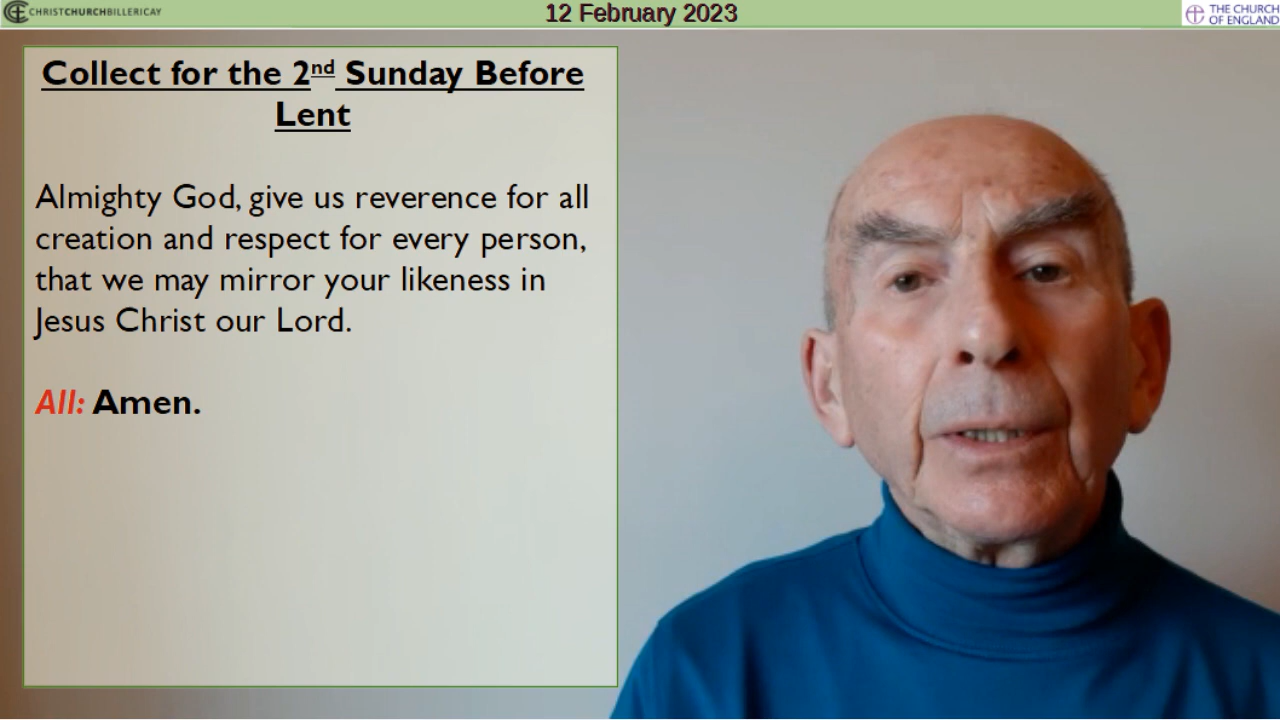 CHRISTCHURCHBILLERICAY
12 February 2023
THE CHURCH
OF ENGLAND
Collect for the 2nd Sunday Before
Lent
Almighty God, give us reverence for all
creation and respect for every person,
that we may mirror your likeness in
Jesus Christ our Lord.
All: Amen.